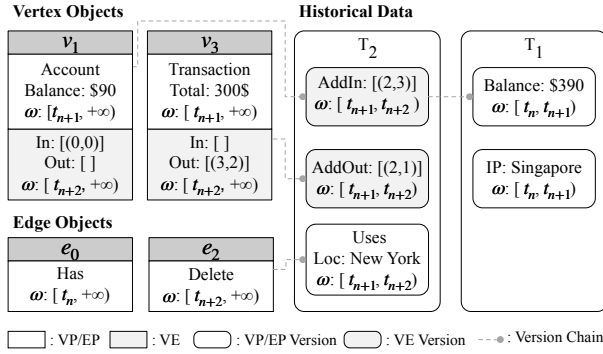 Vertex Objects
Historical Data
v1
v3
T2
T1
Account
Balance: $90
ω: [tn+1, +∞)
Transaction
Total: 300$
ω: [tn+1, +∞)
AddIn: [(2,3)]
ω: [ tn+1, tn+2 )
Balance: $390
ω: [ tn, tn+1)
In: [(0,0)]
Out: [ ]
ω: [tn+2, +∞)
In: [ ]
Out: [(3,2)]
ω: [tn+2, +∞)
AddOut: [(2,1)]
ω: [ tn+1, tn+2)
IP: Singapore
ω: [ tn, tn+1)
Edge Objects
e0
e2
Has
ω: [ tn, +∞)
Delete
ω: [ tn+2, +∞)
Uses
Loc: New York
ω: [ tn+1, tn+2)
: VP/EP
: VE
: VP/EP Version
: VE Version
: Version Chain